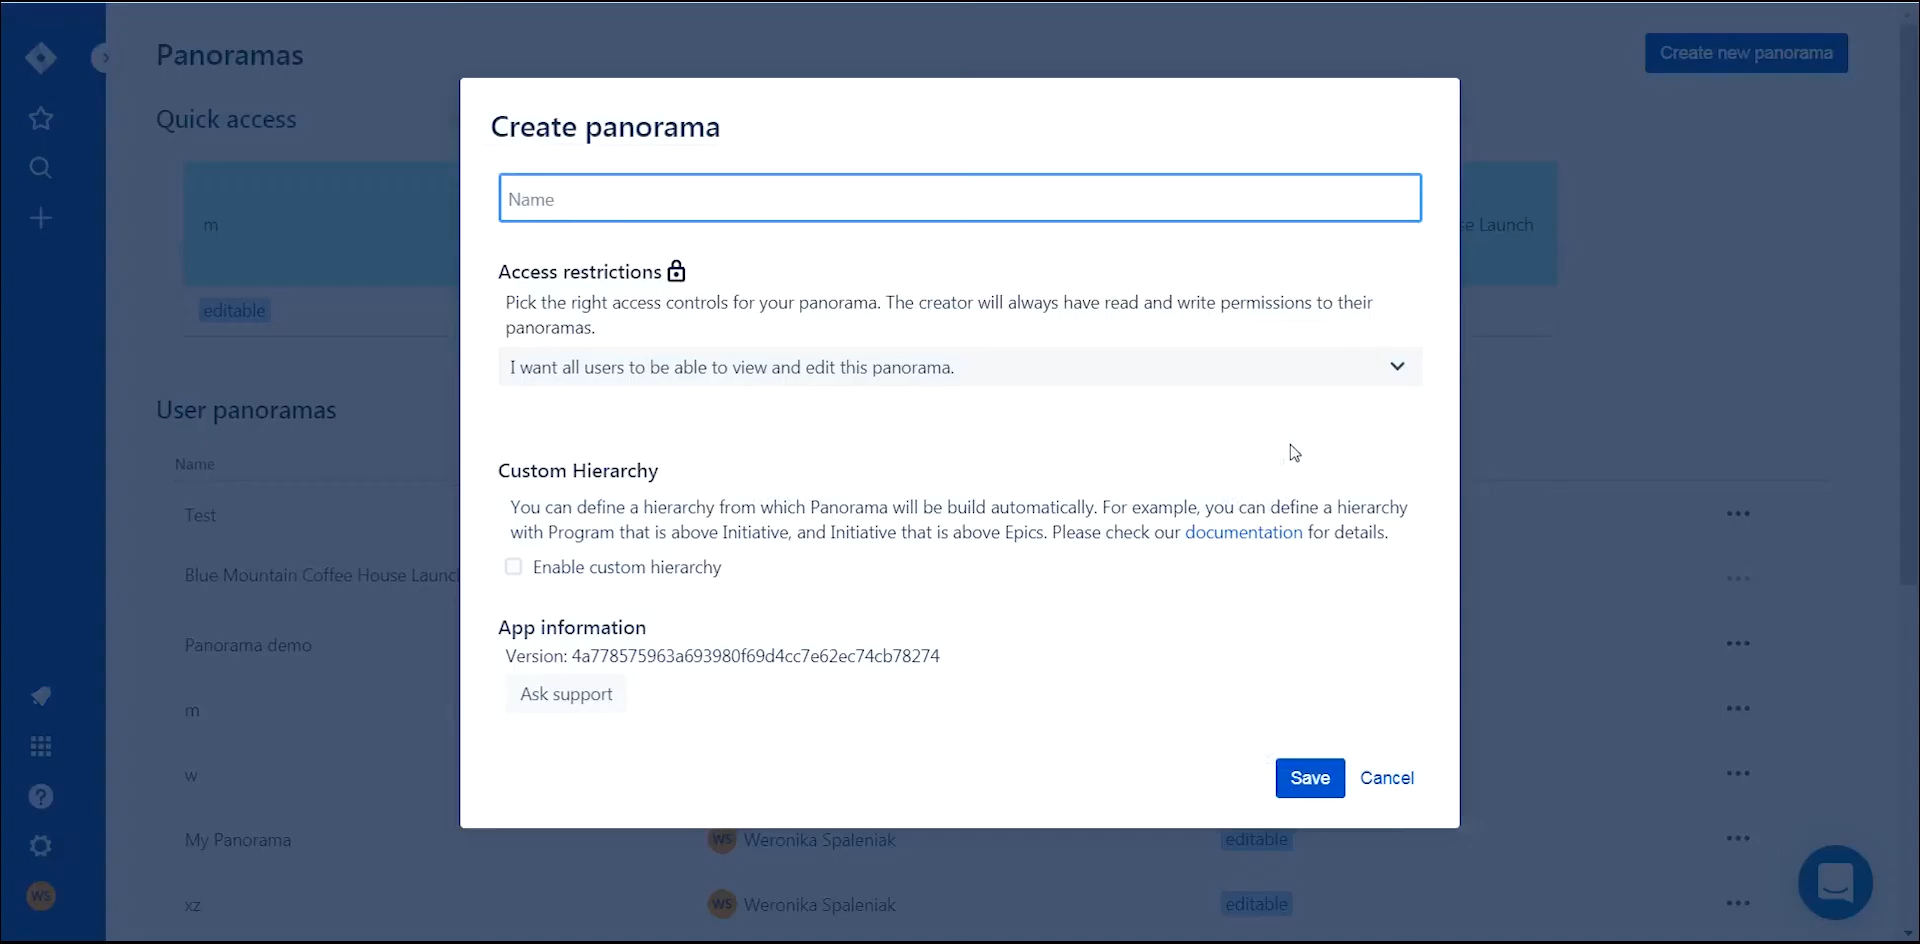 Panoramas
Create new panorama
Quick access
m
editable
se Launch
User panoramas
Name
Test
Blue Mountain Coffee House Launch
Panorama demo
m
w
My Panorama
WS Weronika Spaleniak
editable
xz
WS Weronika Spaleniak
editable
WS
Create panorama
Name
Access restrictions
Pick the right access controls for your panorama. The creator will always have read and write permissions to their
panoramas.
I want all users to be able to view and edit this panorama.
Custom Hierarchy
You can define a hierarchy from which Panorama will be build automatically. For example, you can define a hierarchy
with Program that is above Initiative, and Initiative that is above Epics. Please check our documentation for details.
Enable custom hierarchy
App information
Version: 4a778575963a693980f69d4cc7e62ec74cb78274
Ask support
Save
Cancel